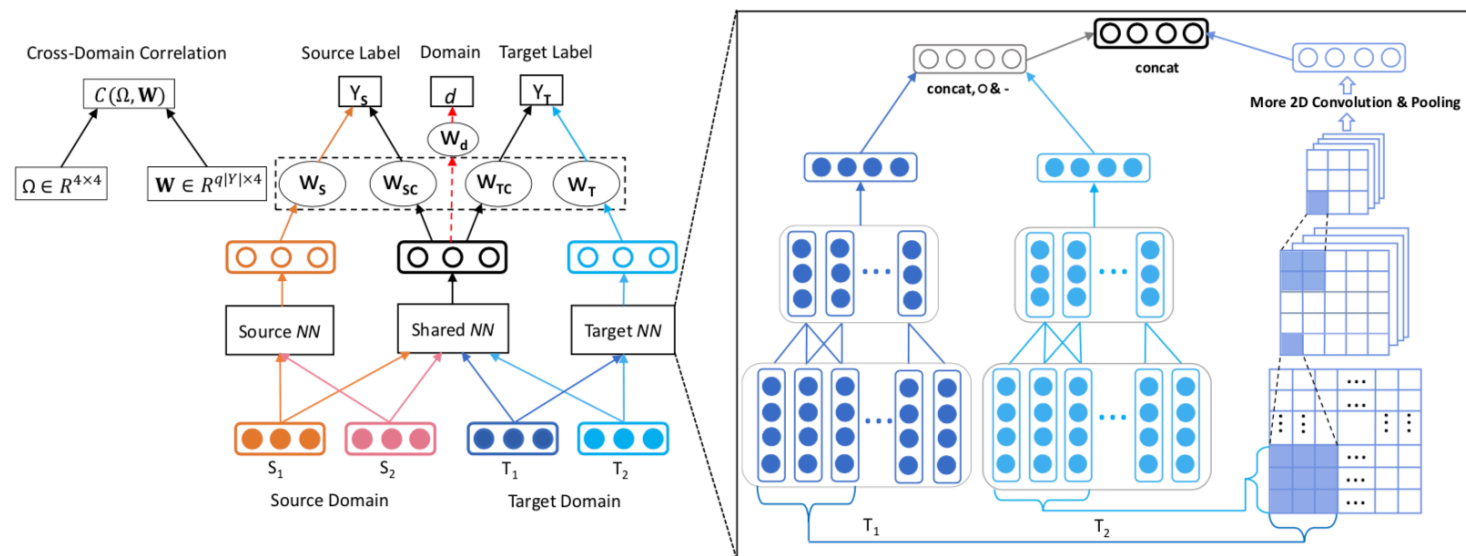 Cross-Domain Correlation
Source Label
Domain
Target Label
C(Ω, W)
Y_S
d
Y_T
W_d
Ω ∈ R^{4×4}
W ∈ R^{q|Y|×4}
W_S
W_SC
W_TC
W_T
Source NN
Shared NN
Target NN
S_1
S_2
T_1
T_2
Source Domain
Target Domain
concat, ○ & -
concat
More 2D Convolution & Pooling
...
...
...
...
...
...
...
...
...
...
...
...
T_1
T_2